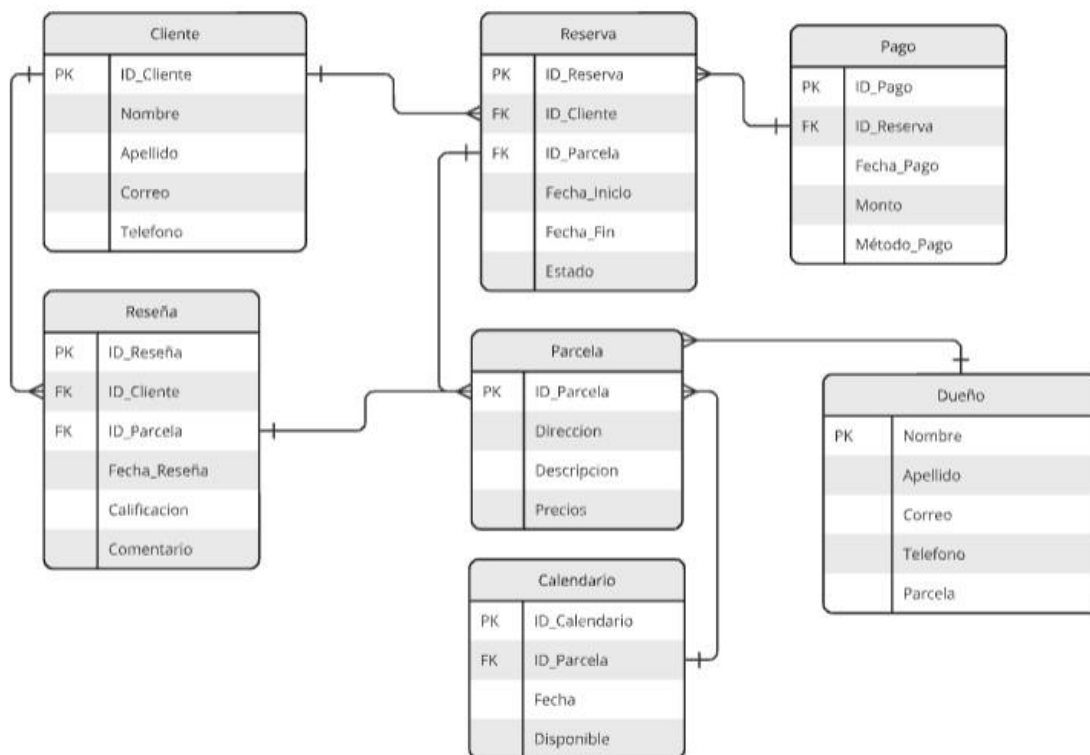 Cliente
PK ID_Cliente
Nombre
Apellido
Correo
Telefono
Reserva
PK ID_Reserva
FK ID_Cliente
FK ID_Parcela
Fecha_Inicio
Fecha_Fin
Estado
Pago
PK ID_Pago
FK ID_Reserva
Fecha_Pago
Monto
Método_Pago
Reseña
PK ID_Reseña
FK ID_Cliente
FK ID_Parcela
Fecha_Reseña
Calificacion
Comentario
Parcela
PK ID_Parcela
Direccion
Descripcion
Precios
Dueño
PK Nombre
Apellido
Correo
Telefono
Parcela
Calendario
PK ID_Calendario
FK ID_Parcela
Fecha
Disponible